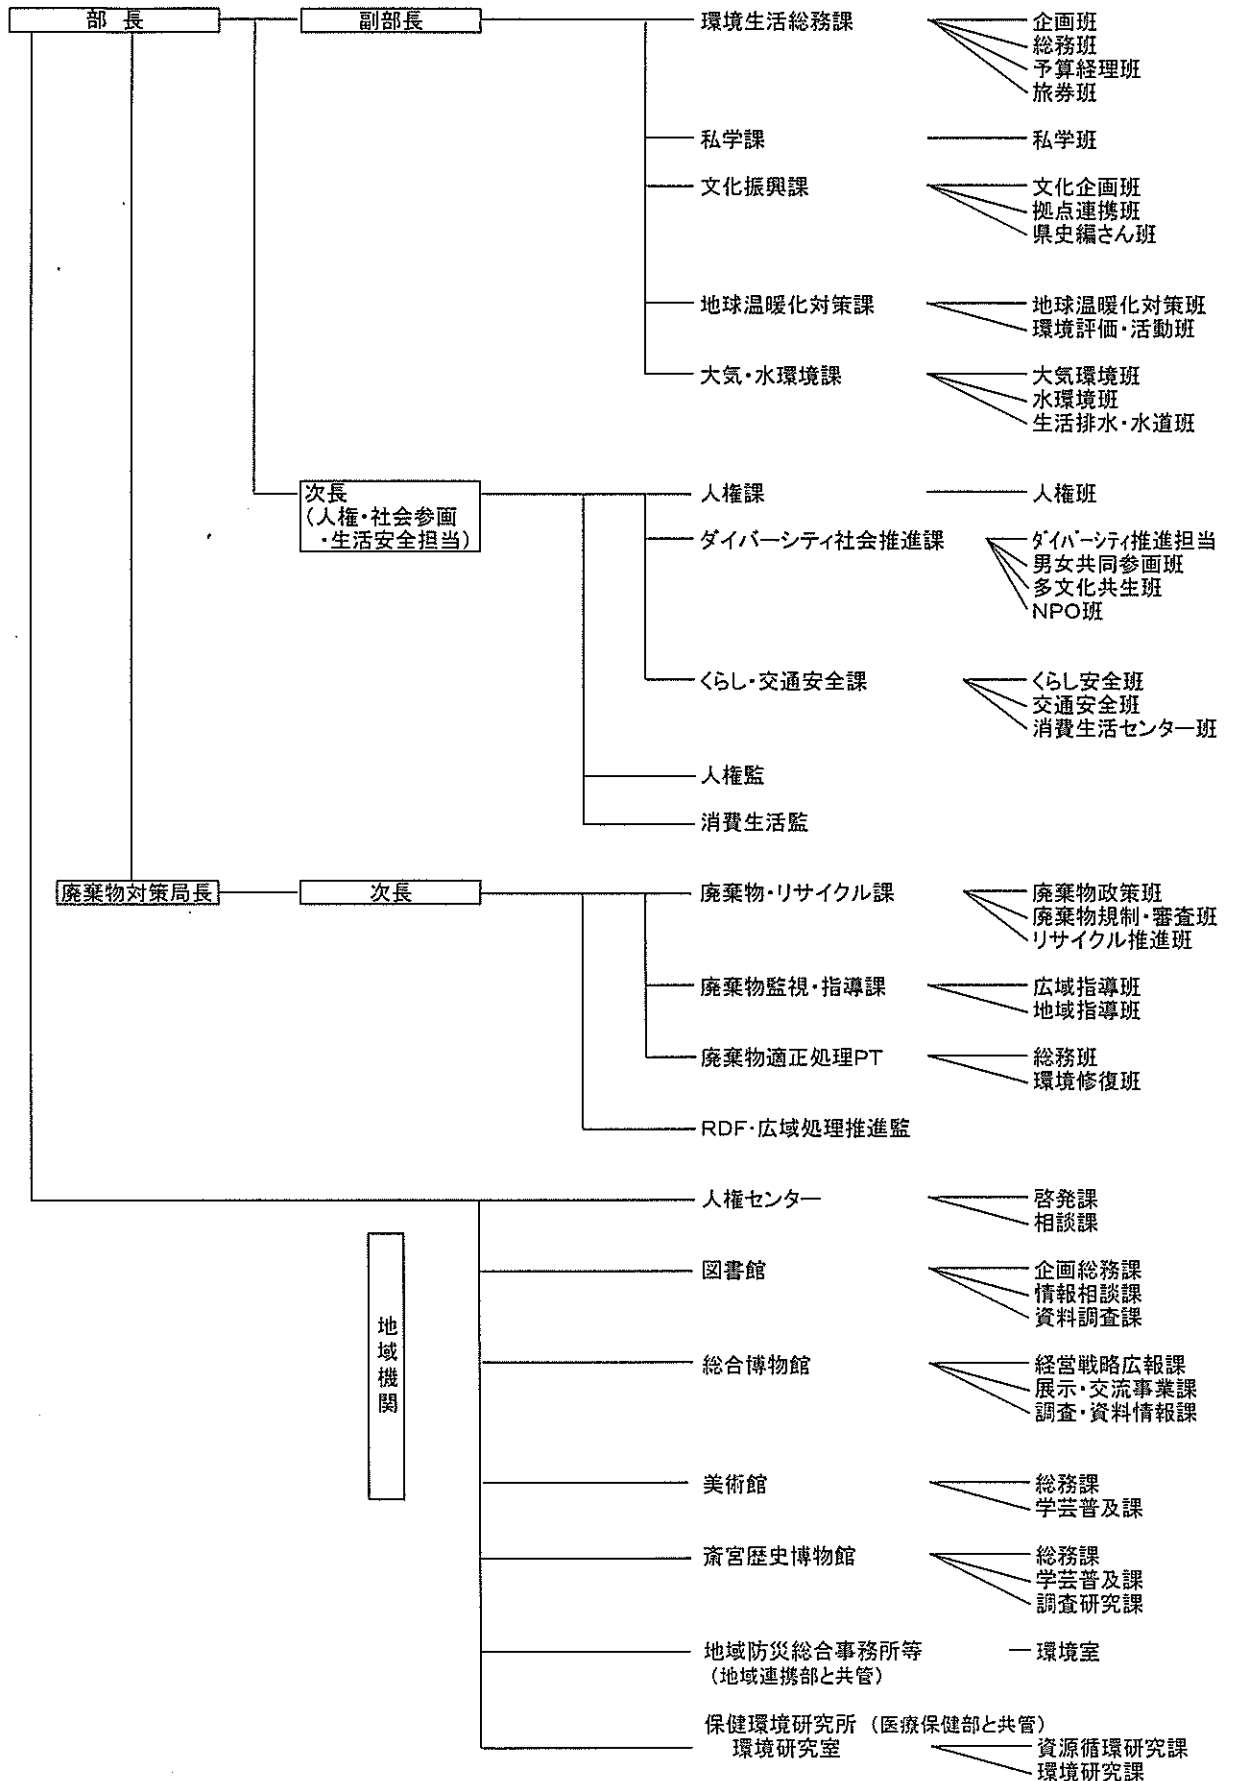 部 長
副部長
環境生活総務課
企画班
総務班
予算経理班
旅券班
私学課
私学班
文化振興課
文化企画班
拠点連携班
県史編さん班
地球温暖化対策課
地球温暖化対策班
環境評価・活動班
大気・水環境課
大気環境班
水環境班
生活排水・水道班
次長
(人権・社会参画
・生活安全担当)
人権課
人権班
ダイバーシティ社会推進課
ダイバーシティ推進担当
男女共同参画班
多文化共生班
NPO班
くらし・交通安全課
くらし安全班
交通安全班
消費生活センター班
人権監
消費生活監
廃棄物対策局長
次長
廃棄物・リサイクル課
廃棄物政策班
廃棄物規制・審査班
リサイクル推進班
廃棄物監視・指導課
広域指導班
地域指導班
廃棄物適正処理PT
総務班
環境修復班
RDF・広域処理推進監
地域機関
人権センター
啓発課
相談課
図書館
企画総務課
情報相談課
資料調査課
総合博物館
経営戦略広報課
展示・交流事業課
調査・資料情報課
美術館
総務課
学芸普及課
斎宮歴史博物館
総務課
学芸普及課
調査研究課
地域防災総合事務所等
(地域連携部と共管)
環境室
保健環境研究所 (医療保健部と共管)
環境研究室
資源循環研究課
環境研究課